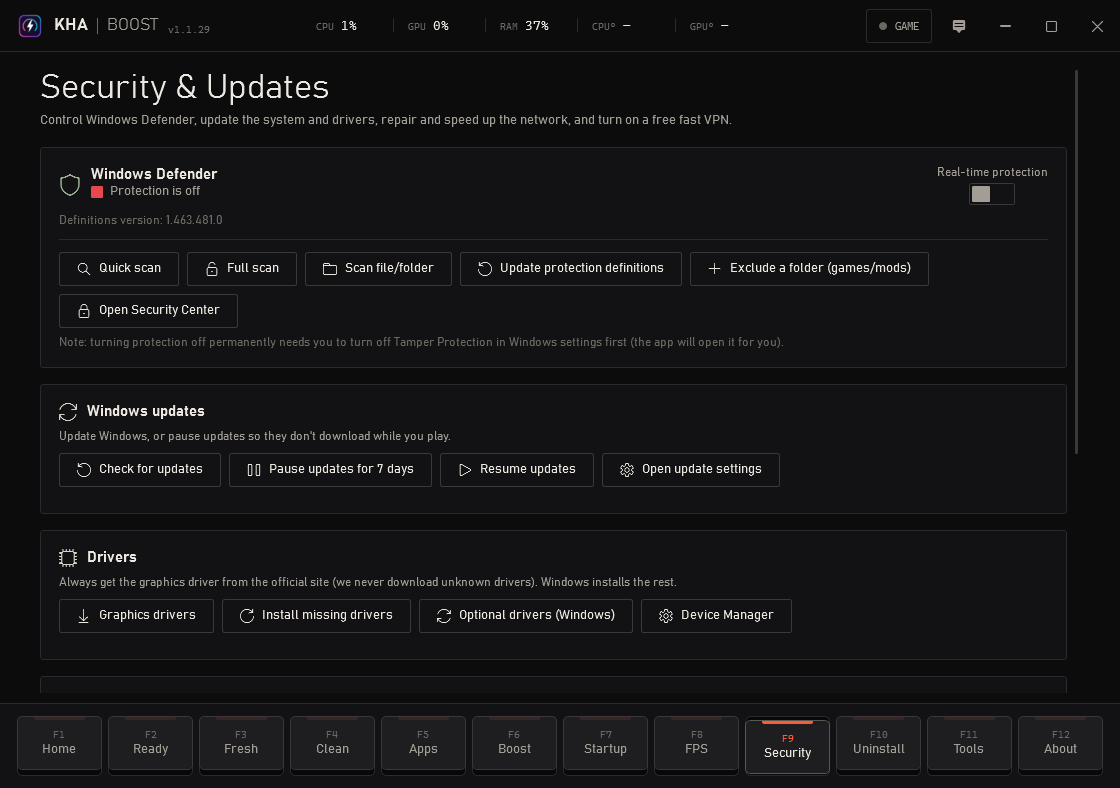 KHA | BOOST v1.1.29
CPU 1% GPU 0% RAM 37% CPU° — GPU° — GAME
Security & Updates
Control Windows Defender, update the system and drivers, repair and speed up the network, and turn on a free fast VPN.
Windows Defender
Protection is off
Real-time protection
Definitions version: 1.463.481.0
Quick scan Full scan Scan file/folder Update protection definitions Exclude a folder (games/mods)
Open Security Center
Note: turning protection off permanently needs you to turn off Tamper Protection in Windows settings first (the app will open it for you).
Windows updates
Update Windows, or pause updates so they don't download while you play.
Check for updates Pause updates for 7 days Resume updates Open update settings
Drivers
Always get the graphics driver from the official site (we never download unknown drivers). Windows installs the rest.
Graphics drivers Install missing drivers Optional drivers (Windows) Device Manager
F1 F2 F3 F4 F5 F6 F7 F8 F9 F10 F11 F12
Home Ready Fresh Clean Apps Boost Startup FPS Security Uninstall Tools About